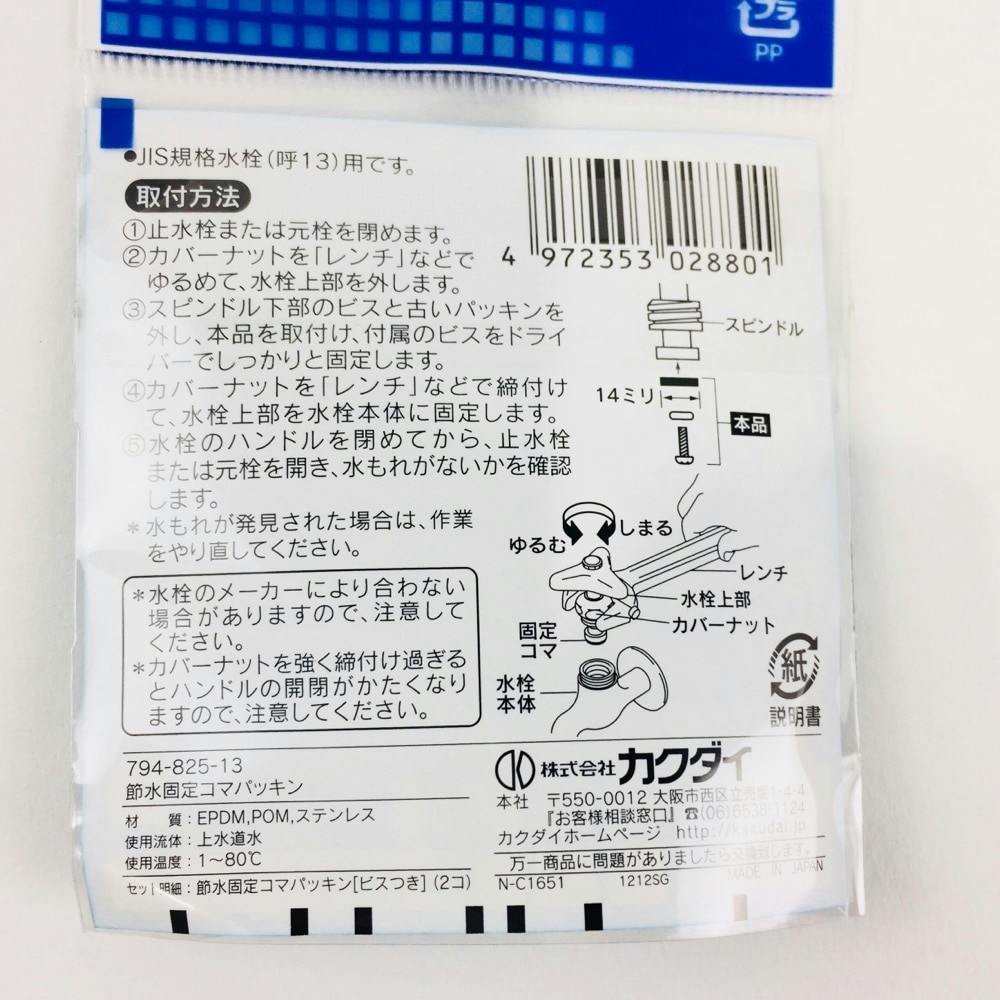 プラ
PP
●JIS規格水栓(呼13)用です。
取付方法
①止水栓または元栓を閉めます。
②カバーナットを「レンチ」などで
ゆるめて、水栓上部を外します。
③スピンドル下部のビスと古いパッキンを
外し、本品を取付け、付属のビスをドライ
バーでしっかりと固定します。
④カバーナットを「レンチ」などで締付け
て、水栓上部を水栓本体に固定します。
⑤水栓のハンドルを閉めてから、止水栓
または元栓を開き、水もれがないかを確認
します。
*水もれが発見された場合は、作業
をやり直してください。
*水栓のメーカーにより合わない
場合がありますので、注意して
ください。
*カバーナットを強く締付け過ぎる
とハンドルの開閉がかたくなり
ますので、注意してください。
4 972353 028801
スピンドル
14ミリ
本品
しまる
ゆるむ
レンチ
水栓上部
カバーナット
固定
コマ
水栓
本体
紙
説明書
794-825-13
節水固定コマパッキン
材 質:EPDM,POM,ステンレス
使用流体:上水道水
使用温度:1~80℃
セット明細:節水固定コマパッキン[ビスつき](2コ)
株式会社カクダイ
本社 〒550-0012 大阪市西区立売堀1-4-4
『お客様相談窓口』☎(06)6538-1124
カクダイホームページ http://kakudai.jp
万一商品に問題がありましたら交換致します。
N-C1651 1212SG MADE IN JAPAN